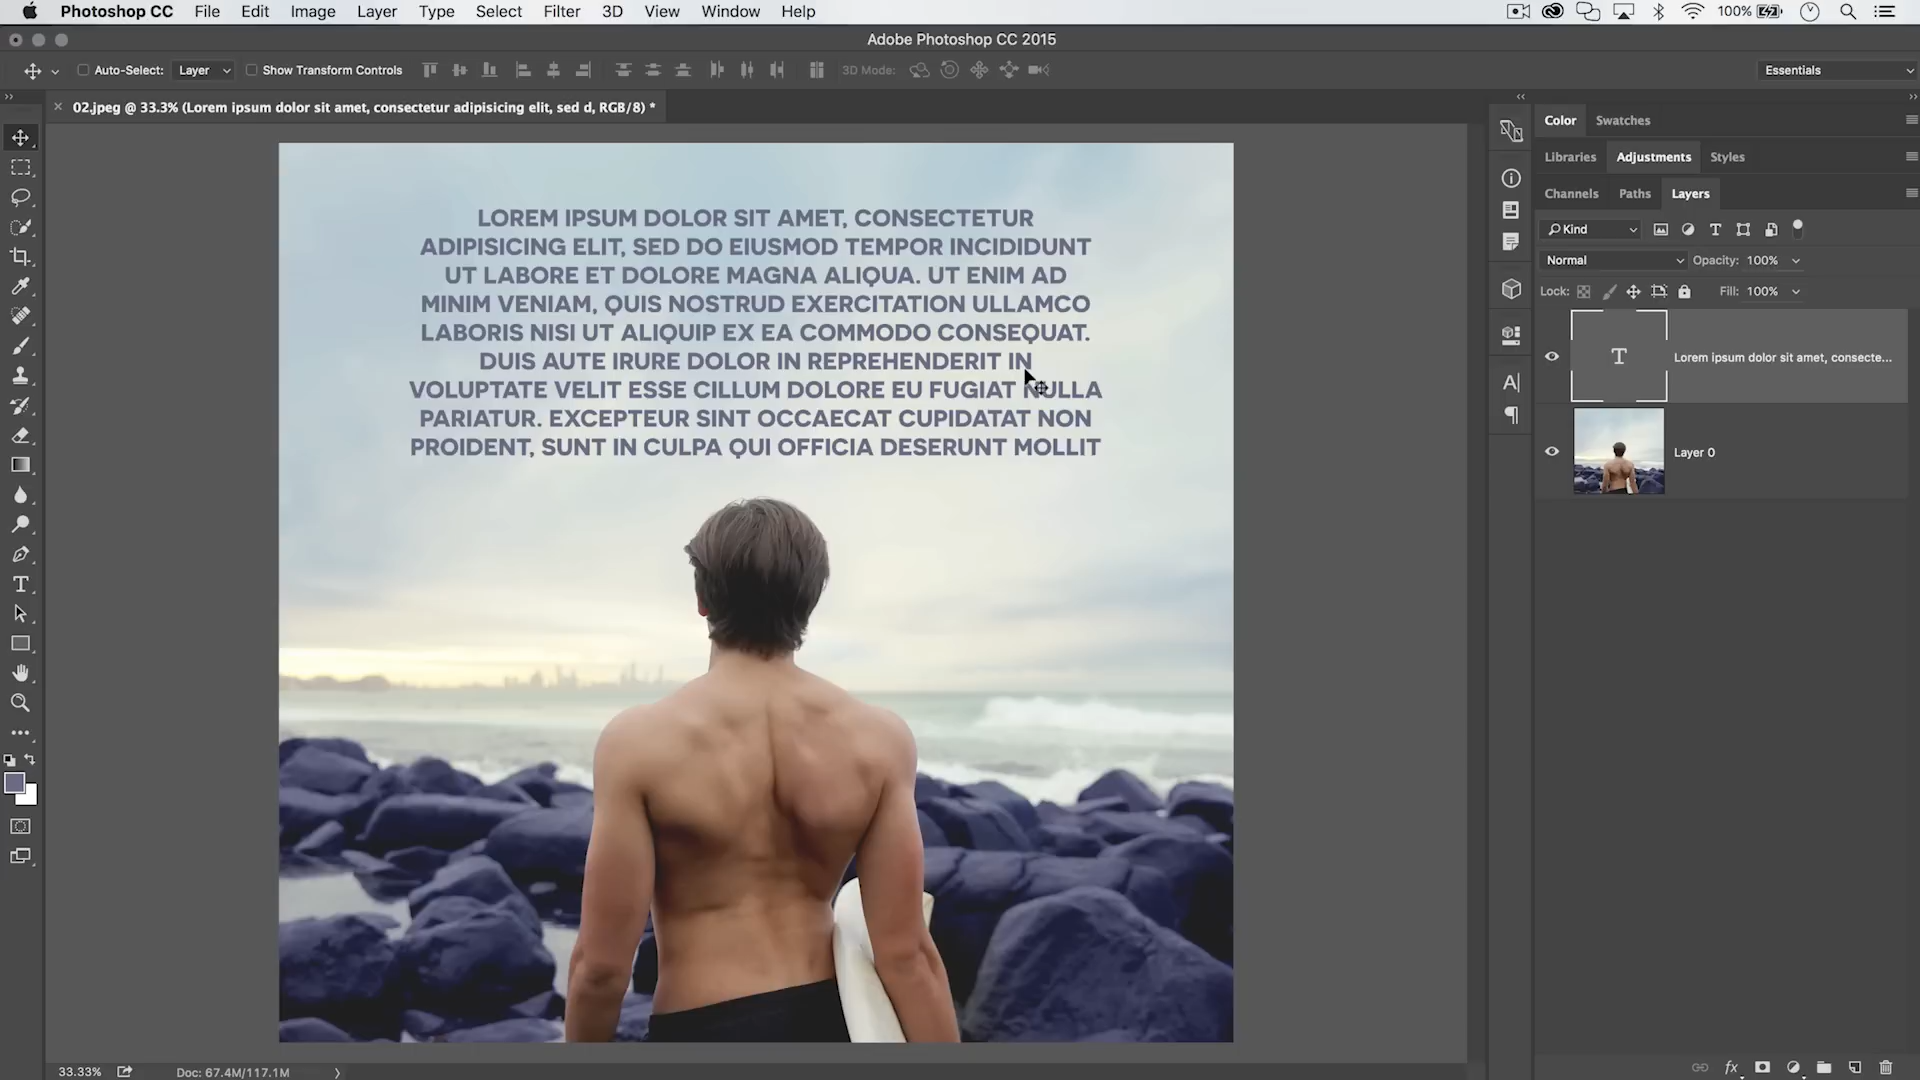 Photoshop CC File Edit Image Layer Type Select Filter 3D View Window Help 100%
Adobe Photoshop CC 2015
Auto-Select: Layer Show Transform Controls 3D Mode: Essentials
02.jpeg @ 33.3% (Lorem ipsum dolor sit amet, consectetur adipisicing elit, sed d, RGB/8) *
Color Swatches
Libraries Adjustments Styles
Channels Paths Layers
Kind
Normal Opacity: 100%
Lock: Fill: 100%
Lorem ipsum dolor sit amet, consecte...
Layer 0
LOREM IPSUM DOLOR SIT AMET, CONSECTETUR
ADIPISICING ELIT, SED DO EIUSMOD TEMPOR INCIDIDUNT
UT LABORE ET DOLORE MAGNA ALIQUA. UT ENIM AD
MINIM VENIAM, QUIS NOSTRUD EXERCITATION ULLAMCO
LABORIS NISI UT ALIQUIP EX EA COMMODO CONSEQUAT.
DUIS AUTE IRURE DOLOR IN REPREHENDERIT IN
VOLUPTATE VELIT ESSE CILLUM DOLORE EU FUGIAT NULLA
PARIATUR. EXCEPTEUR SINT OCCAECAT CUPIDATAT NON
PROIDENT, SUNT IN CULPA QUI OFFICIA DESERUNT MOLLIT
33.33% Doc: 67.4M/117.1M